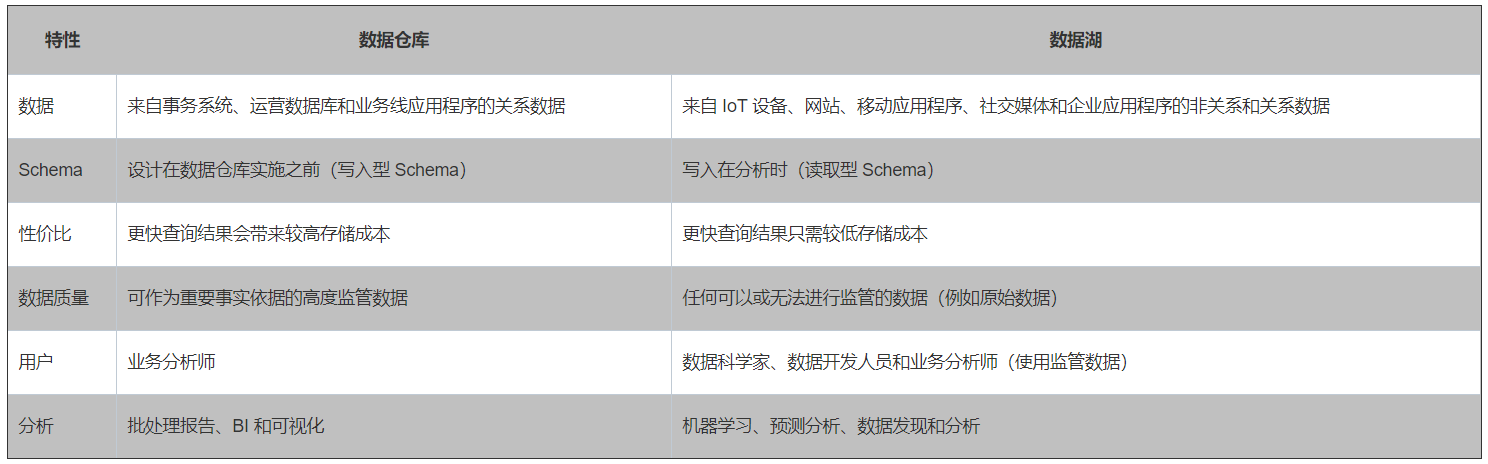 特性 数据仓库 数据湖
数据 来自事务系统、运营数据库和业务线应用程序的关系数据 来自 IoT 设备、网站、移动应用程序、社交媒体和企业应用程序的非关系和关系数据
Schema 设计在数据仓库实施之前（写入型 Schema） 写入在分析时（读取型 Schema）
性价比 更快查询结果会带来较高存储成本 更快查询结果只需较低存储成本
数据质量 可作为重要事实依据的高度监管数据 任何可以或无法进行监管的数据（例如原始数据）
用户 业务分析师 数据科学家、数据开发人员和业务分析师（使用监管数据）
分析 批处理报告、BI 和可视化 机器学习、预测分析、数据发现和分析